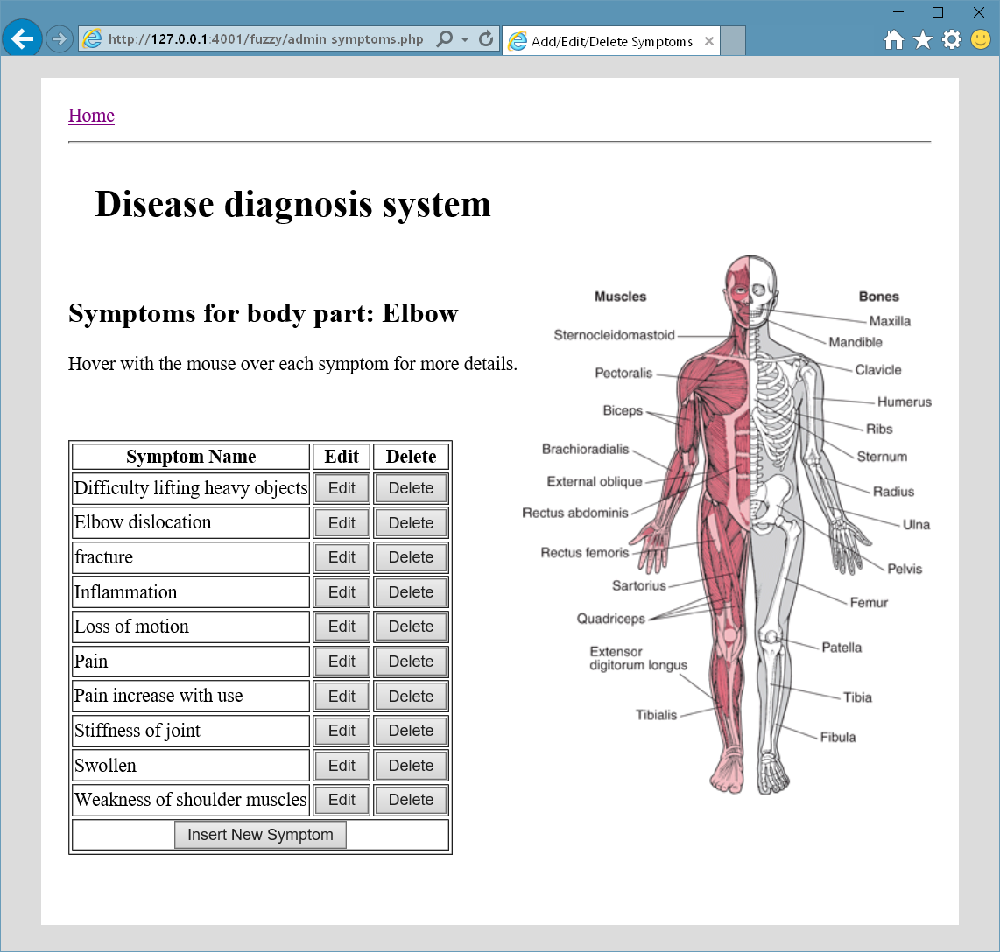 http://127.0.0.1:4001/fuzzy/admin_symptoms.php
Add/Edit/Delete Symptoms
Home
Disease diagnosis system
Symptoms for body part: Elbow
Hover with the mouse over each symptom for more details.
Symptom Name Edit Delete
Difficulty lifting heavy objects Edit Delete
Elbow dislocation Edit Delete
fracture Edit Delete
Inflammation Edit Delete
Loss of motion Edit Delete
Pain Edit Delete
Pain increase with use Edit Delete
Stiffness of joint Edit Delete
Swollen Edit Delete
Weakness of shoulder muscles Edit Delete
Insert New Symptom
Muscles
Sternocleidomastoid
Pectoralis
Biceps
Brachioradialis
External oblique
Rectus abdominis
Rectus femoris
Sartorius
Quadriceps
Extensor
digitorum longus
Tibialis
Bones
Maxilla
Mandible
Clavicle
Humerus
Ribs
Sternum
Radius
Ulna
Pelvis
Femur
Patella
Tibia
Fibula